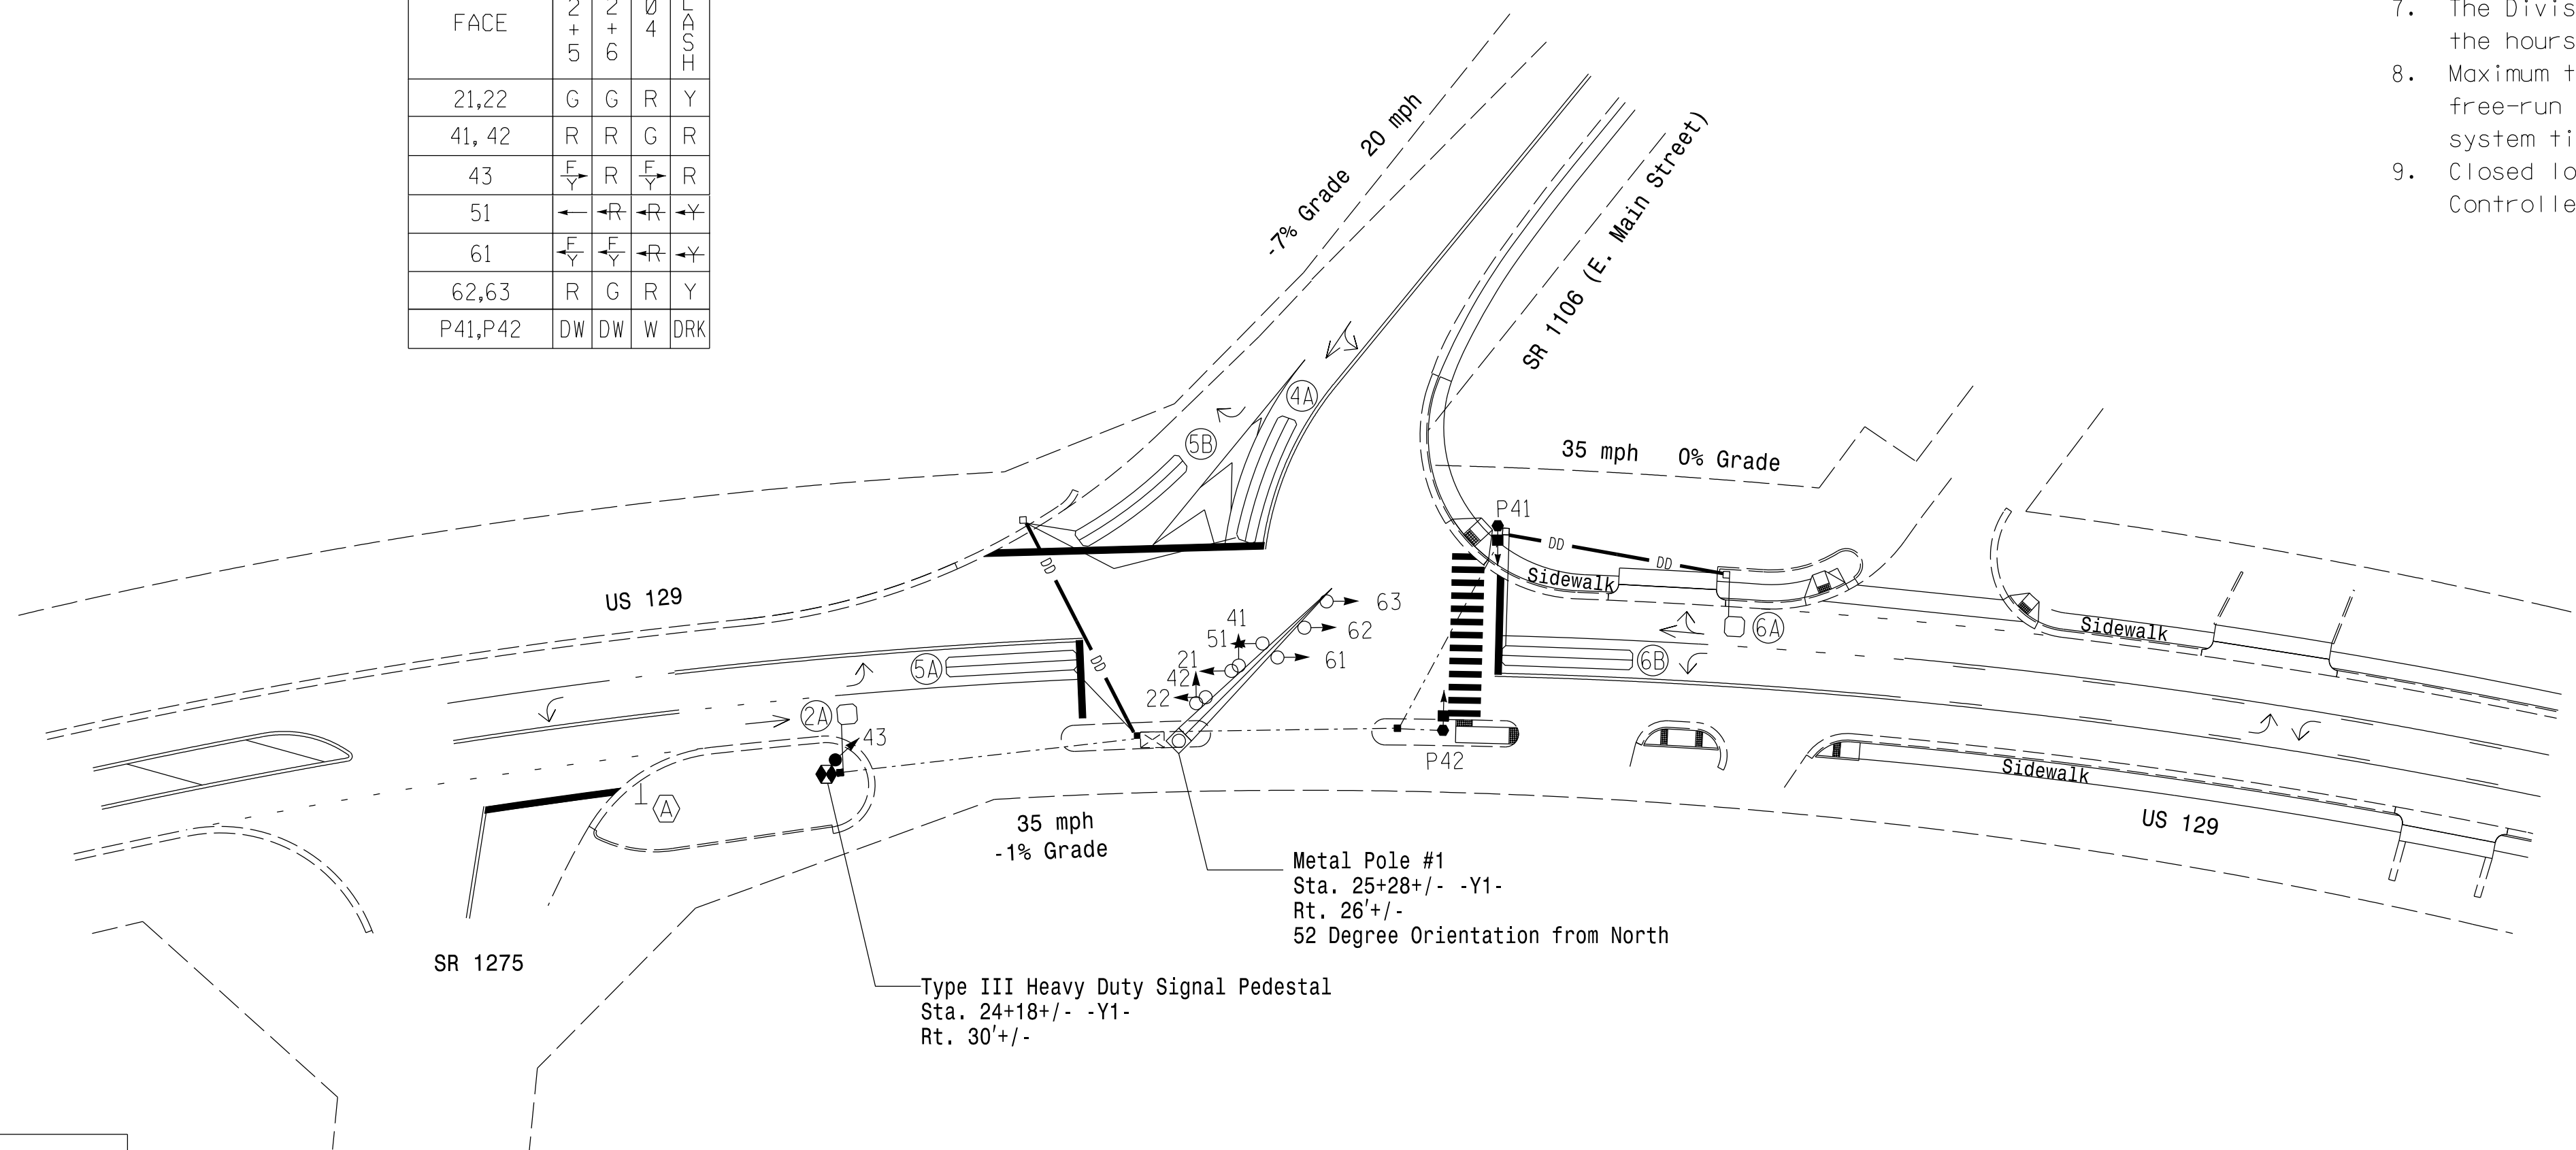 FACE 2+5 2+6 Ø4 LASH
21,22 G G R Y
41, 42 R R G R
43 F/Y R F/Y R
51 R R Y
61 F/Y F/Y R Y
62,63 R G R Y
P41,P42 DW DW W DRK
7. The Divis
the hours
8. Maximum t
free-run
system ti
9. Closed lo
Controlle
-7% Grade 20 mph
SR 1106 (E. Main Street)
4A
5B
35 mph 0% Grade
P41
DD
DD
DD
DD
Sidewalk
US 129
63
41
62
51
61
21
42
22
5A
6A
6B
Sidewalk
2A
43
P42
Sidewalk
A
35 mph
-1% Grade
US 129
Metal Pole #1
Sta. 25+28+/- -Y1-
Rt. 26'+/-
52 Degree Orientation from North
SR 1275
Type III Heavy Duty Signal Pedestal
Sta. 24+18+/- -Y1-
Rt. 30'+/-